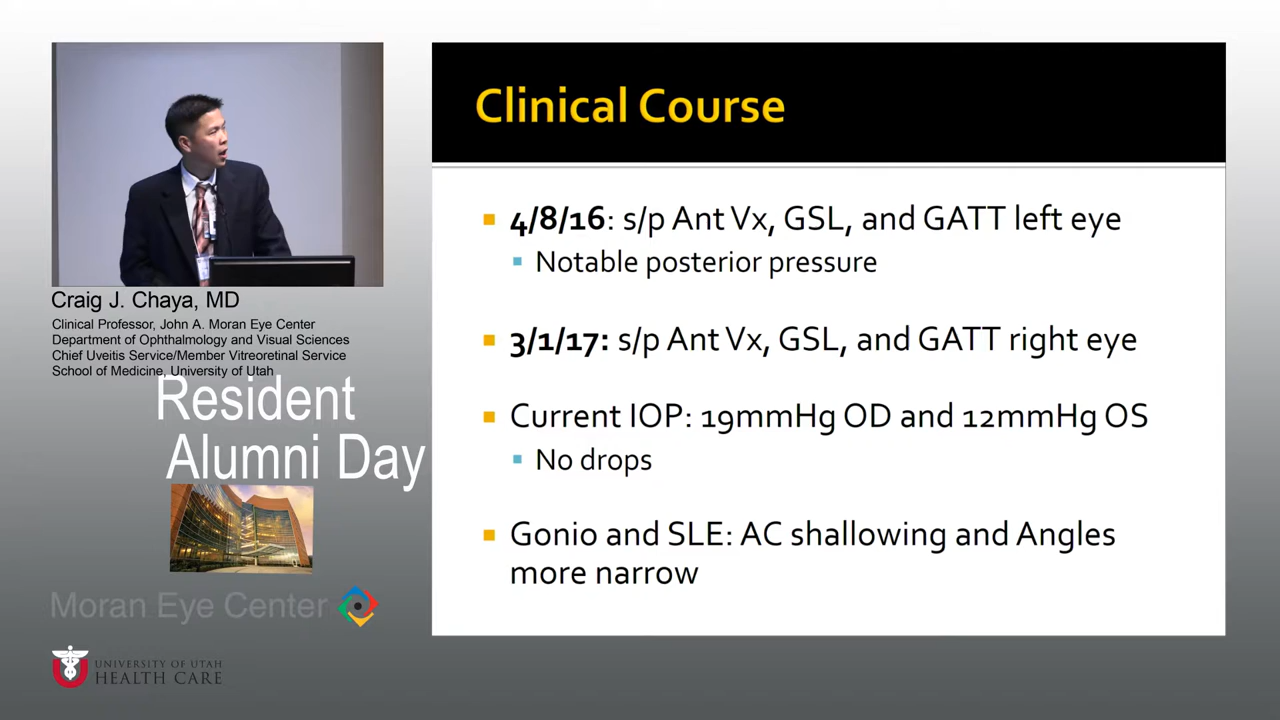 Craig J. Chaya, MD
Clinical Professor, John A. Moran Eye Center
Department of Ophthalmology and Visual Sciences
Chief Uveitis Service/Member Vitreoretinal Service
School of Medicine, University of Utah
Resident
Alumni Day
Moran Eye Center
UNIVERSITY OF UTAH
HEALTH CARE
Clinical Course
▪ 4/8/16: s/p Ant Vx, GSL, and GATT left eye
▪ Notable posterior pressure
▪ 3/1/17: s/p Ant Vx, GSL, and GATT right eye
▪ Current IOP: 19mmHg OD and 12mmHg OS
▪ No drops
▪ Gonio and SLE: AC shallowing and Angles
more narrow